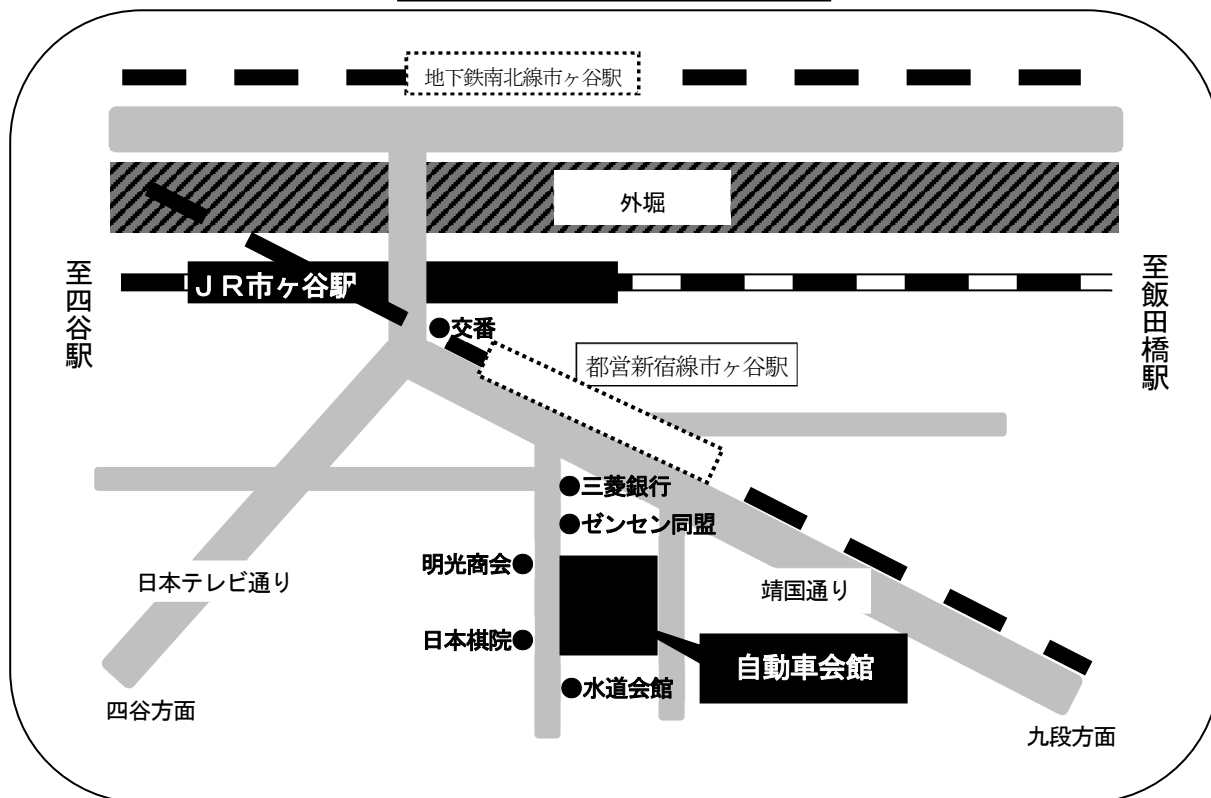 地下鉄南北線市ヶ谷駅
外堀
至四谷駅
ＪＲ市ヶ谷駅
至飯田橋駅
●交番
都営新宿線市ヶ谷駅
●三菱銀行
●ゼンセン同盟
明光商会●
日本テレビ通り
靖国通り
日本棋院●
自動車会館
●水道会館
四谷方面
九段方面